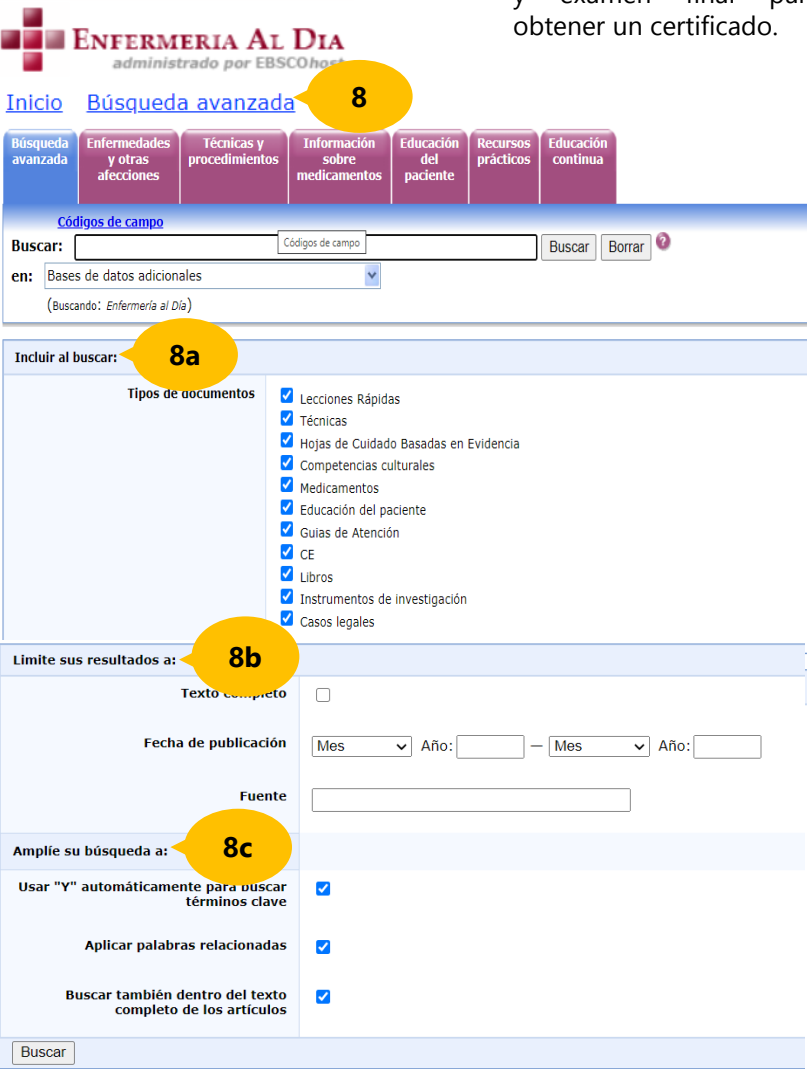 y examen final par
obtener un certificado.
ENFERMERIA AL DIA
administrado por EBSCOhost
Inicio Búsqueda avanzada
8
Búsqueda avanzada
Enfermedades y otras afecciones
Técnicas y procedimientos
Información sobre medicamentos
Educación del paciente
Recursos prácticos
Educación continua
Códigos de campo
Buscar: Códigos de campo Buscar Borrar ?
en: Bases de datos adicionales
(Buscando: Enfermería al Día)
Incluir al buscar:
8a
Tipos de documentos
Lecciones Rápidas
Técnicas
Hojas de Cuidado Basadas en Evidencia
Competencias culturales
Medicamentos
Educación del paciente
Guias de Atención
CE
Libros
Instrumentos de investigación
Casos legales
Limite sus resultados a:
8b
Texto completo
Fecha de publicación Mes Año: — Mes Año:
Fuente
Amplíe su búsqueda a:
8c
Usar "Y" automáticamente para buscar
términos clave
Aplicar palabras relacionadas
Buscar también dentro del texto
completo de los artículos
Buscar